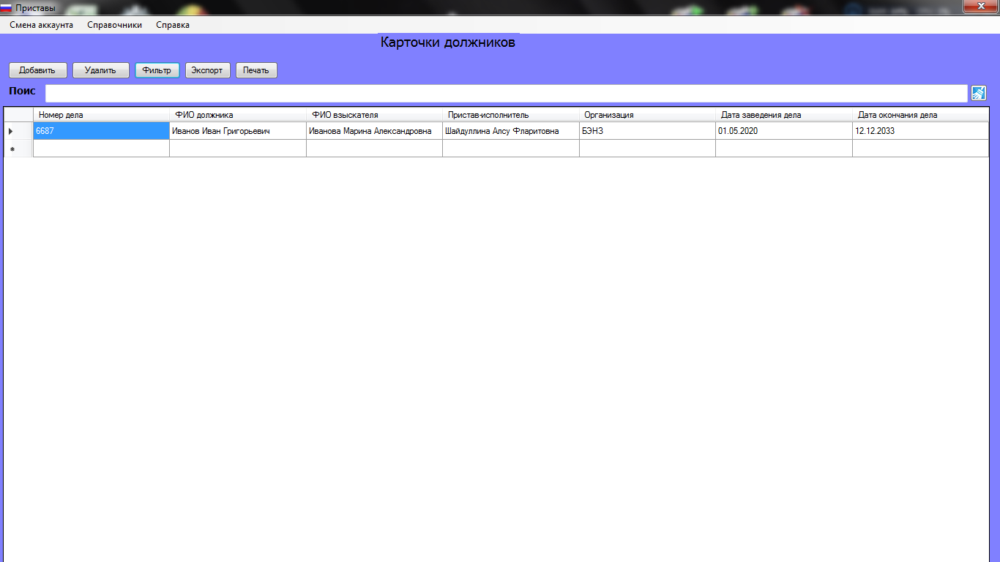 Приставы
Смена аккаунта Справочники Справка
Карточки должников
Добавить Удалить Фильтр Экспорт Печать
Поис
Номер дела ФИО должника ФИО взыскателя Пристав-исполнитель Организация Дата заведения дела Дата окончания дела
6687 Иванов Иван Григорьевич Иванова Марина Александровна Шайдуллина Алсу Фларитовна БЭНЗ 01.05.2020 12.12.2033